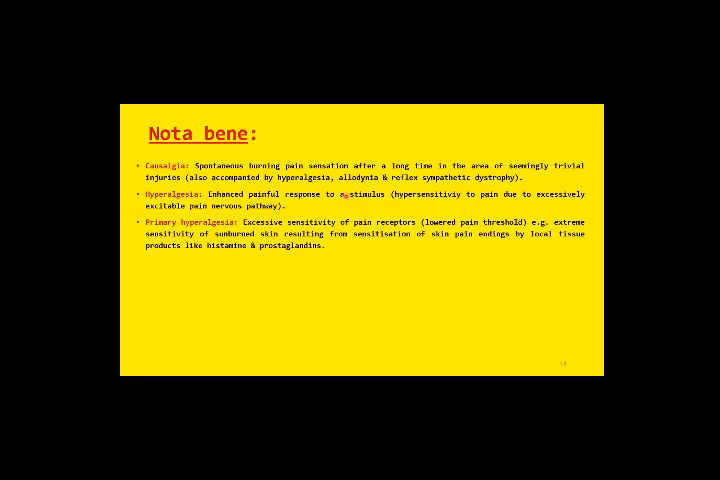 Nota bene:
• Causalgia: Spontaneous burning pain sensation after a long time in the area of seemingly trivial
injuries (also accompanied by hyperalgesia, allodynia & reflex sympathetic dystrophy).
• Hyperalgesia: Enhanced painful response to a stimulus (hypersensitiviy to pain due to excessively
excitable pain nervous pathway).
• Primary hyperalgesia: Excessive sensitivity of pain receptors (lowered pain threshold) e.g. extreme
sensitivity of sunburned skin resulting from sensitisation of skin pain endings by local tissue
products like histamine & prostaglandins.